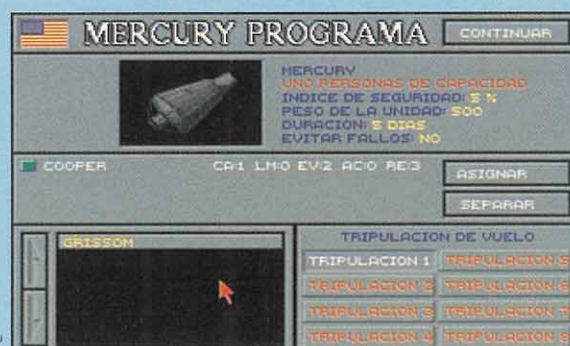 MERCURY PROGRAMA
CONTINUAR
MERCURY
UNO PERSONAS DE CAPACIDAD
INDICE DE SEGURIDAD: 5 %
PESO DE LA UNIDAD: 500
DURACION: 5 DIAS
EVITAR FALLOS: NO
COOPER CA:1 LM:0 EV:2 AC:0 RE:3
ASIGNAR
SEPARAR
GRISSOM
TRIPULACION DE VUELO
TRIPULACION 1 TRIPULACION 5
TRIPULACION 2 TRIPULACION 6
TRIPULACION 3 TRIPULACION 7
TRIPULACION 4 TRIPULACION 8